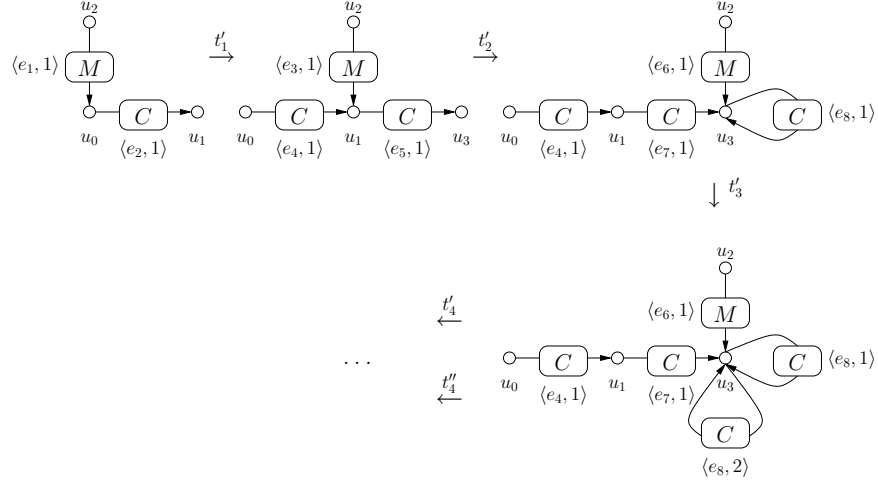 u₂ u₂ u₂
⟨e₁, 1⟩ M t′₁ → ⟨e₃, 1⟩ M t′₂ → ⟨e₆, 1⟩ M
C C C C C ⟨e₈, 1⟩
u₀ u₁ u₀ u₁ u₃ u₀ u₁ u₃
⟨e₂, 1⟩ ⟨e₄, 1⟩ ⟨e₅, 1⟩ ⟨e₄, 1⟩ ⟨e₇, 1⟩
↓ t′₃
u₂
t′₄ ← ⟨e₆, 1⟩ M
... C C C ⟨e₈, 1⟩
t″₄ ← u₀ u₁ u₃
⟨e₄, 1⟩ ⟨e₇, 1⟩
C
⟨e₈, 2⟩